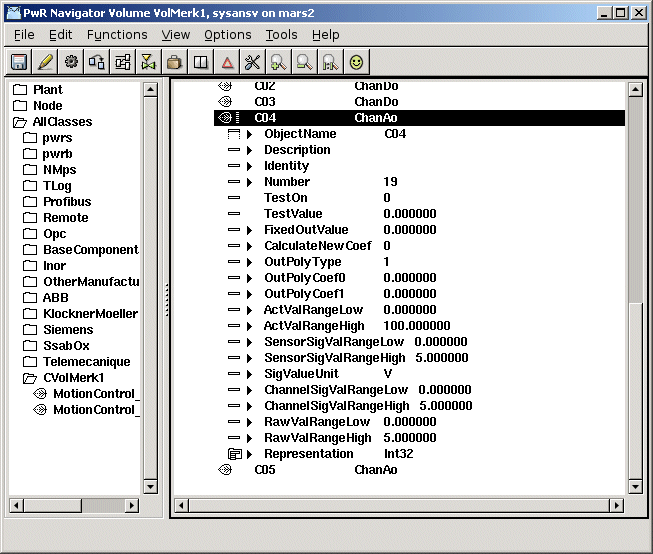 PwR Navigator Volume VolMerk1, sysansv on mars2
File Edit Functions View Options Tools Help
Plant
Node
AllClasses
pwrs
pwrb
NMps
TLog
Profibus
Remote
Opc
BaseComponent
Inor
OtherManufactu
ABB
KlocknerMoeller
Siemens
SsabOx
Telemecanique
CVolMerk1
MotionControl_
MotionControl_
C02 ChanDo
C03 ChanDo
C04 ChanAo
ObjectName C04
Description
Identity
Number 19
TestOn 0
TestValue 0.000000
FixedOutValue 0.000000
CalculateNewCoef 0
OutPolyType 1
OutPolyCoef0 0.000000
OutPolyCoef1 0.000000
ActValRangeLow 0.000000
ActValRangeHigh 100.000000
SensorSigValRangeLow 0.000000
SensorSigValRangeHigh 5.000000
SigValueUnit V
ChannelSigValRangeLow 0.000000
ChannelSigValRangeHigh 5.000000
RawValRangeLow 0.000000
RawValRangeHigh 5.000000
Representation Int32
C05 ChanAo